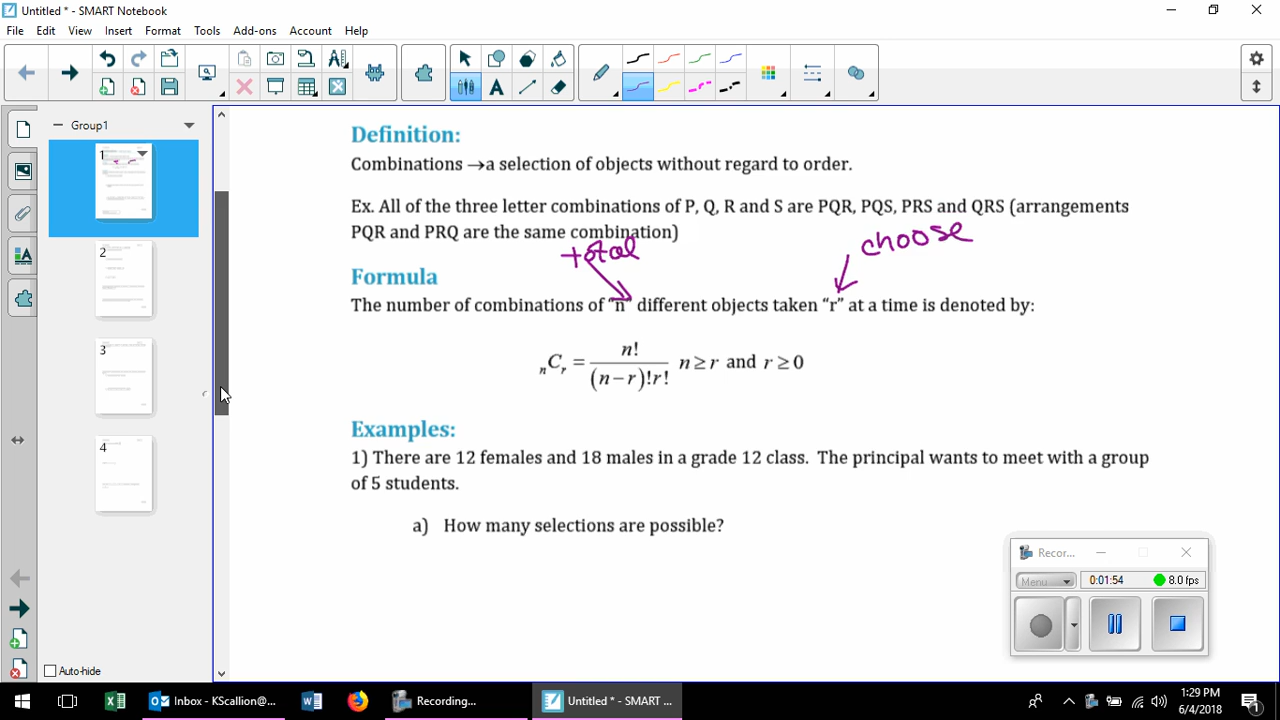 Untitled * - SMART Notebook
File Edit View Insert Format Tools Add-ons Account Help
Group1
1
2
3
4
Auto-hide
Definition:
Combinations →a selection of objects without regard to order.
Ex. All of the three letter combinations of P, Q, R and S are PQR, PQS, PRS and QRS (arrangements
PQR and PRQ are the same combination)
total
choose
Formula
The number of combinations of "n" different objects taken "r" at a time is denoted by:
nCr = n! / (n−r)!r! n ≥ r and r ≥ 0
Examples:
1) There are 12 females and 18 males in a grade 12 class. The principal wants to meet with a group
of 5 students.
a) How many selections are possible?
Recor...
Menu 0:01:54 8.0 fps
Inbox - KScallion@... Recording... Untitled * - SMART ... 1:29 PM
6/4/2018
1